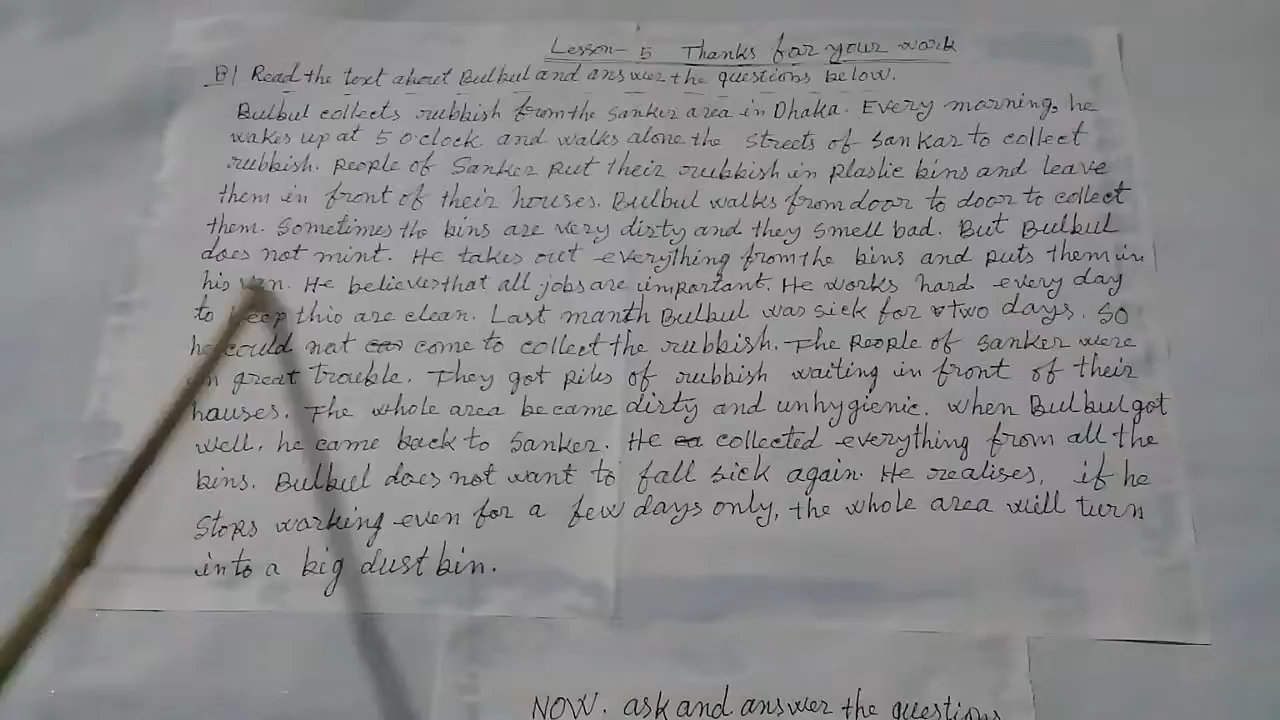 Lesson - 5 Thanks for your work
B| Read the text about Bulbul and answer the questions below.
Bulbul collects rubbish from the Sanker area in Dhaka. Every morning, he
wakes up at 5 o'clock and walks alone the streets of Sankar to collect
rubbish. People of Sanker put their rubbish in plastic bins and leave
them in front of their houses. Bulbul walks from door to door to collect
them. Sometimes the bins are very dirty and they smell bad. But Bulbul
does not mint. He takes out everything from the bins and puts them in
his van. He believes that all jobs are important. He works hard every day
to keep this are clean. Last manth Bulbul was sick for two days. So
he could not come to collect the rubbish. The People of Sanker were
in great trouble. They got piles of rubbish waiting in front of their
hauses. The whole area became dirty and unhygienic. When Bulbul got
well, he came back to Sanker. He collected everything from all the
bins. Bulbul does not want to fall sick again. He realises, if he
stops working even for a few days only, the whole area will turn
into a big dust bin.
NOW. ask and answer the questions